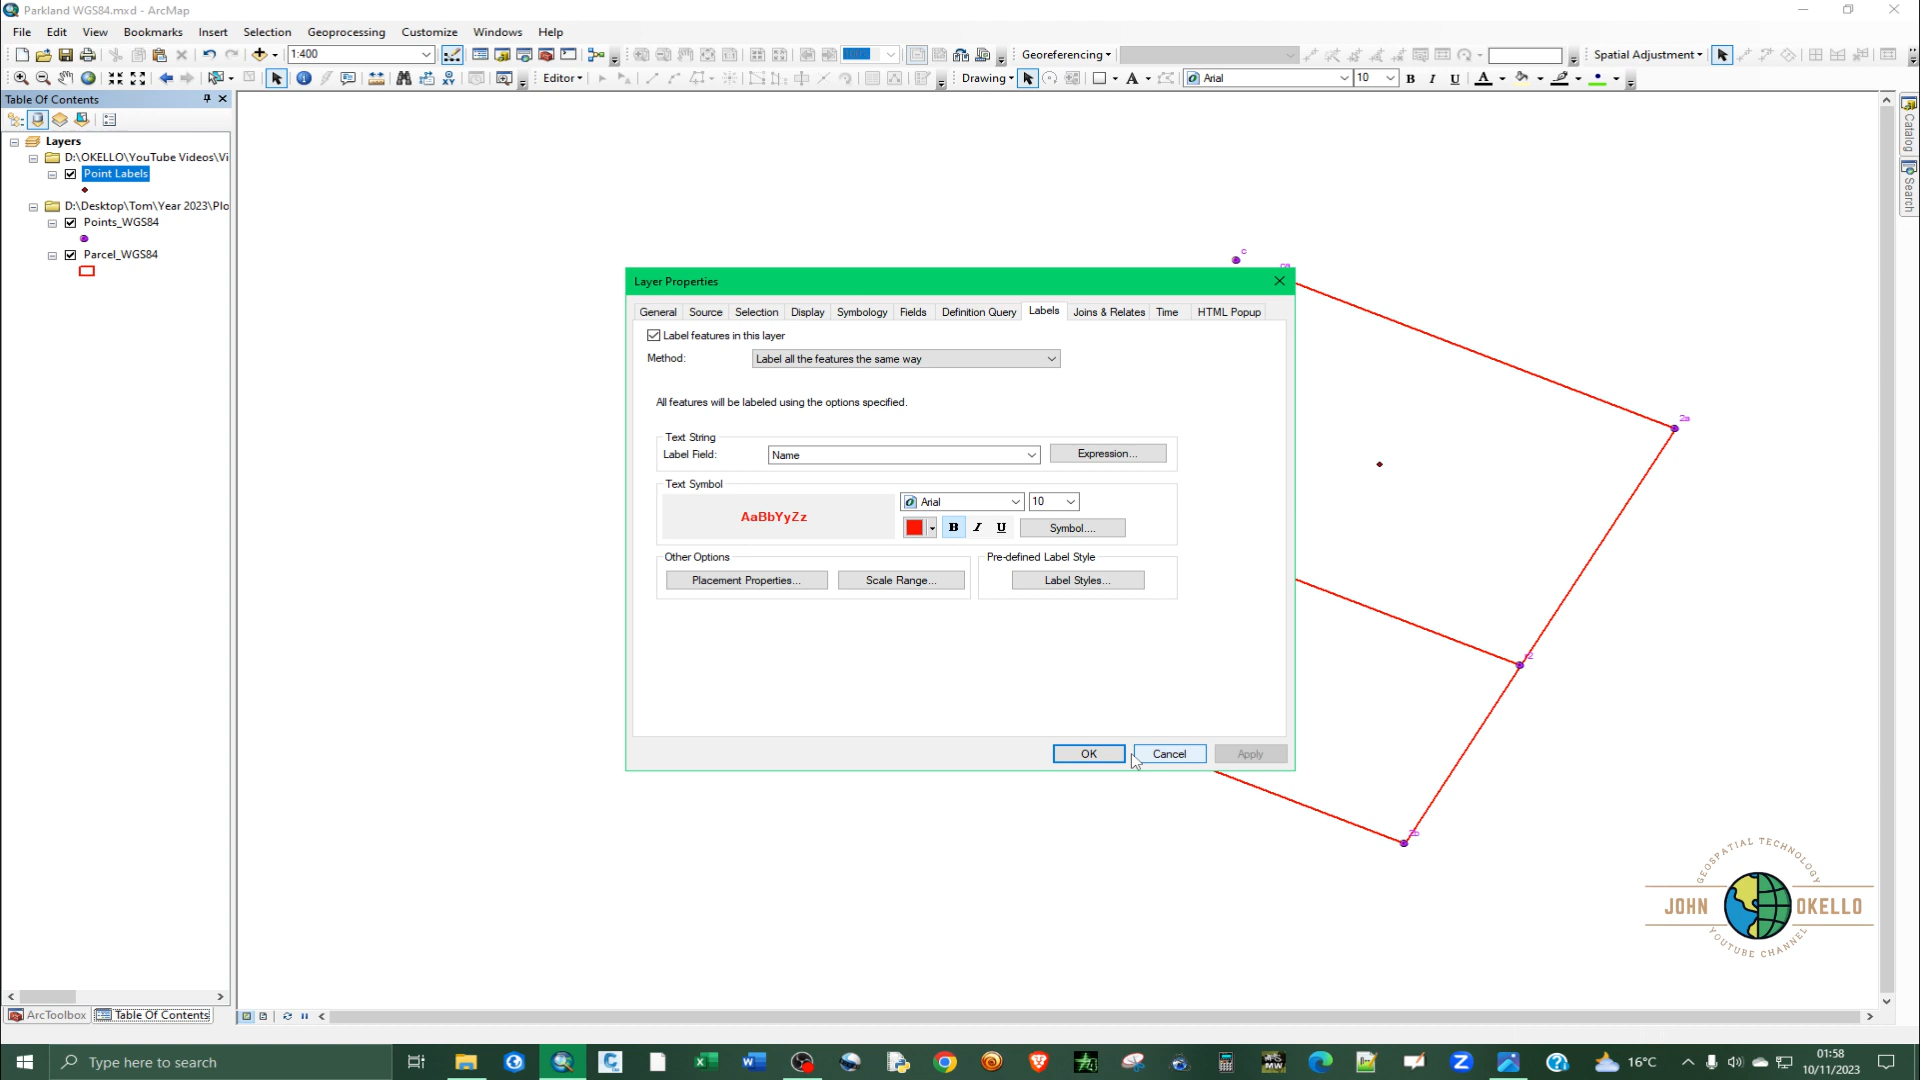 Parkland WGS84.mxd - ArcMap
File Edit View Bookmarks Insert Selection Geoprocessing Customize Windows Help
1:400 Georeferencing Spatial Adjustment
Editor Drawing A Arial 10 B I U A
Table Of Contents
Layers
D:\OKELLO\YouTube Videos\Vi
Point Labels
D:\Desktop\Tom\Year 2023\Plo
Points_WGS84
Parcel_WGS84
Catalog
Search
c
2a
r2
2b
Layer Properties
General Source Selection Display Symbology Fields Definition Query Labels Joins & Relates Time HTML Popup
Label features in this layer
Method: Label all the features the same way
All features will be labeled using the options specified.
Text String
Label Field: Name Expression...
Text Symbol
AaBbYyZz
Arial 10
B I U Symbol...
Other Options Pre-defined Label Style
Placement Properties... Scale Range... Label Styles...
OK Cancel Apply
GEOSPATIAL TECHNOLOGY
JOHN OKELLO
YOUTUBE CHANNEL
ArcToolbox Table Of Contents
Type here to search
16°C
01:58
10/11/2023